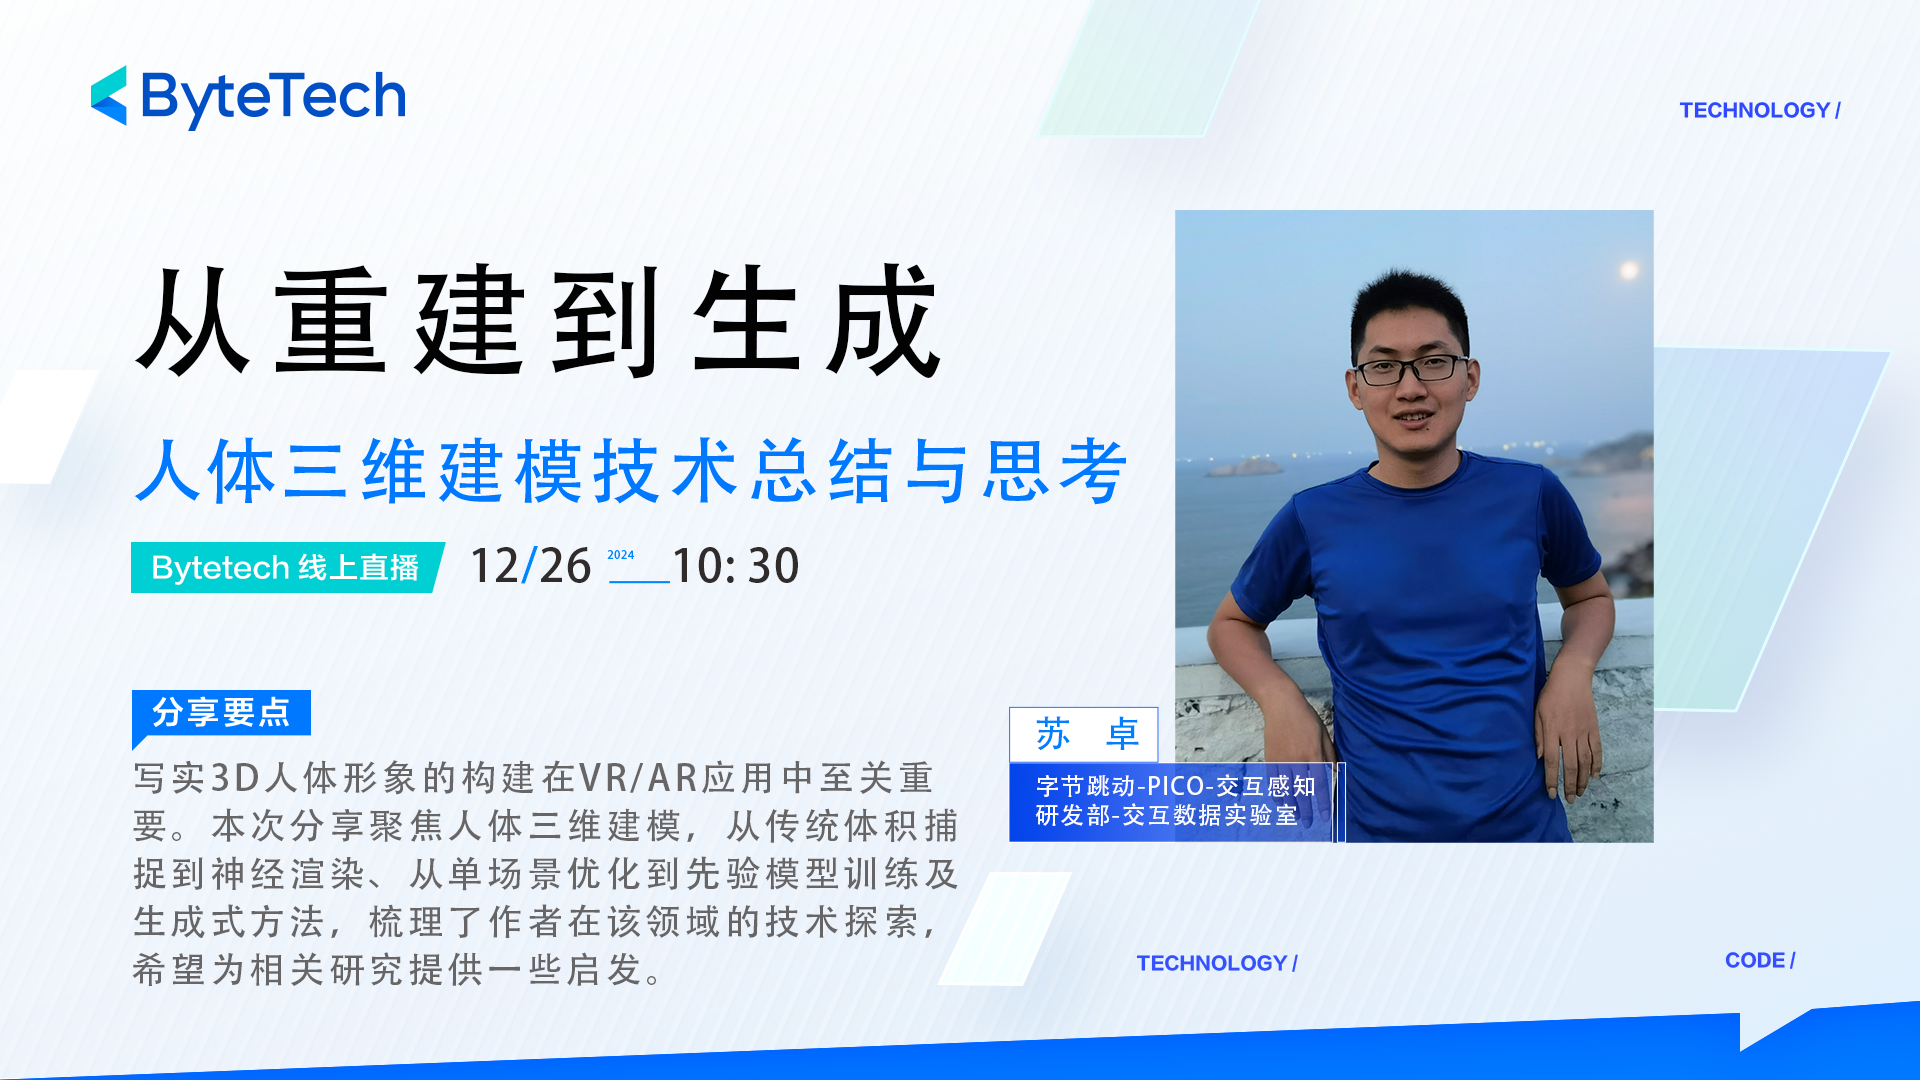 ByteTech
TECHNOLOGY /
从重建到生成
人体三维建模技术总结与思考
Bytetech 线上直播
12/26 2024 10: 30
分享要点
写实3D人体形象的构建在VR/AR应用中至关重
要。本次分享聚焦人体三维建模，从传统体积捕
捉到神经渲染、从单场景优化到先验模型训练及
生成式方法，梳理了作者在该领域的技术探索，
希望为相关研究提供一些启发。
苏 卓
字节跳动-PICO-交互感知
研发部-交互数据实验室
TECHNOLOGY /
CODE /